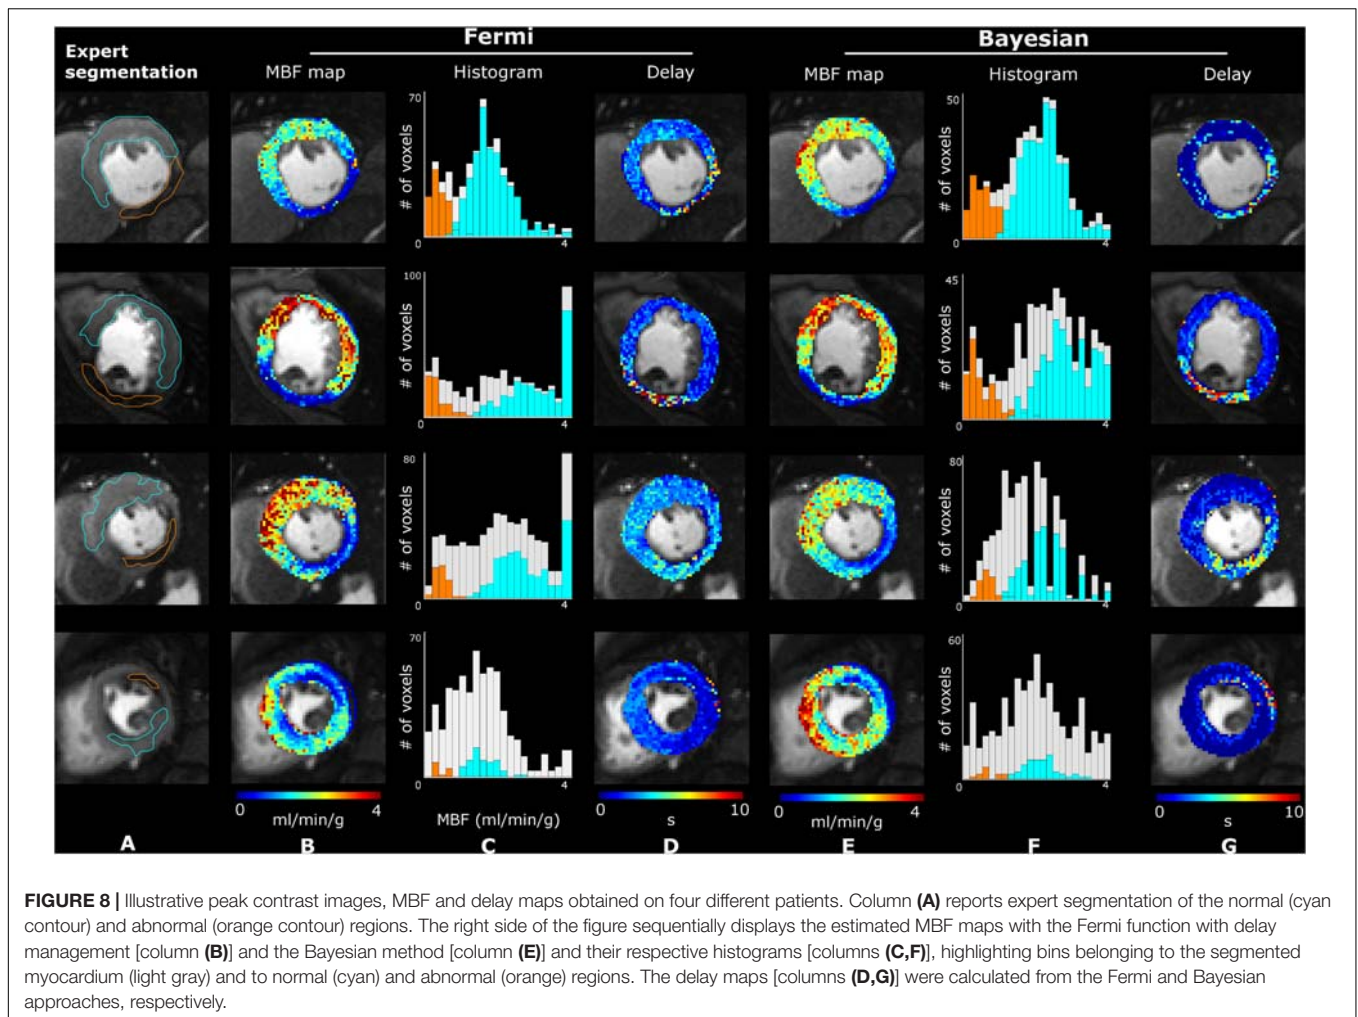 Fermi
Bayesian
Expert
segmentation
MBF map
Histogram
Delay
MBF map
Histogram
Delay
70
# of voxels
0
4
50
# of voxels
0
4
100
# of voxels
0
4
45
# of voxels
0
4
80
# of voxels
0
4
80
# of voxels
0
4
70
# of voxels
0
60
# of voxels
0
0 4
ml/min/g
MBF (ml/min/g)
0 10
s
0 4
ml/min/g
0 10
s
A B C D E F G
FIGURE 8 | Illustrative peak contrast images, MBF and delay maps obtained on four different patients. Column (A) reports expert segmentation of the normal (cyan
contour) and abnormal (orange contour) regions. The right side of the figure sequentially displays the estimated MBF maps with the Fermi function with delay
management [column (B)] and the Bayesian method [column (E)] and their respective histograms [columns (C,F)], highlighting bins belonging to the segmented
myocardium (light gray) and to normal (cyan) and abnormal (orange) regions. The delay maps [columns (D,G)] were calculated from the Fermi and Bayesian
approaches, respectively.